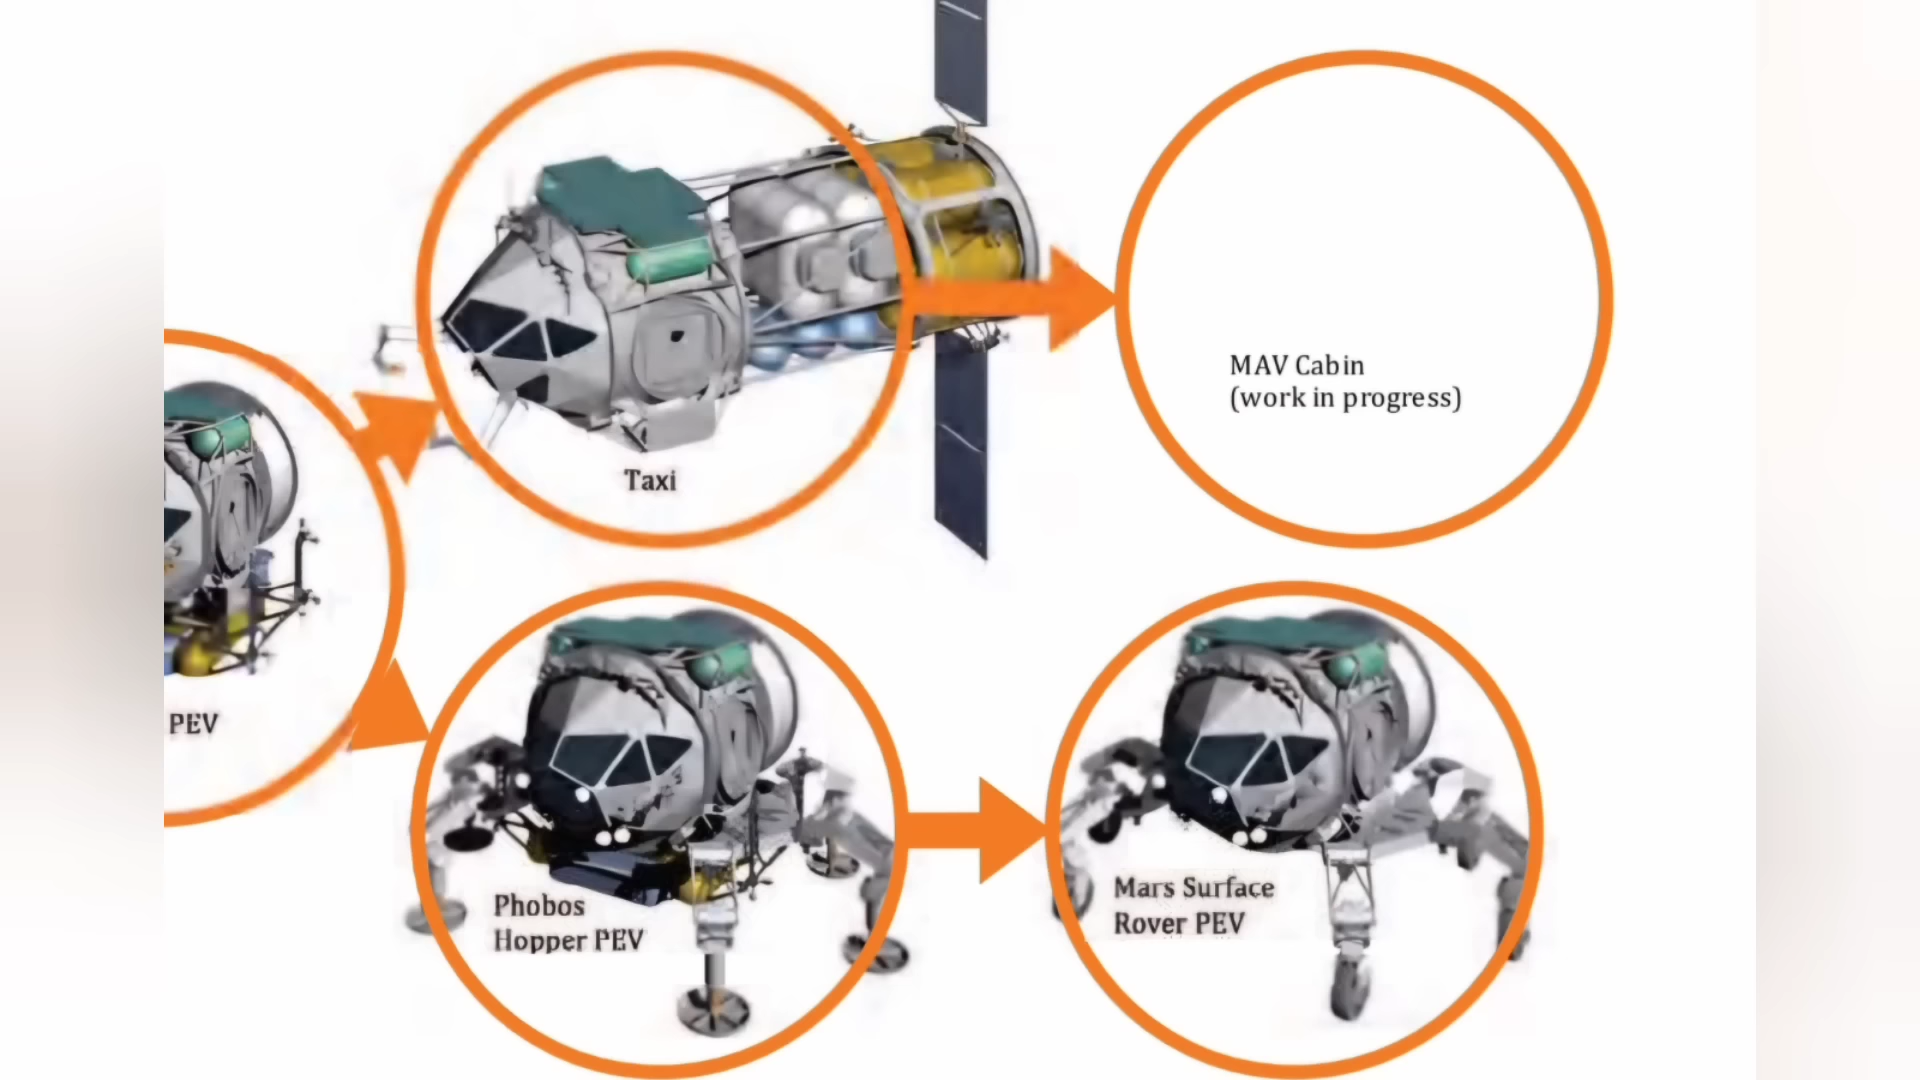 Taxi
MAV Cabin
(work in progress)
PEV
Phobos
Hopper PEV
Mars Surface
Rover PEV